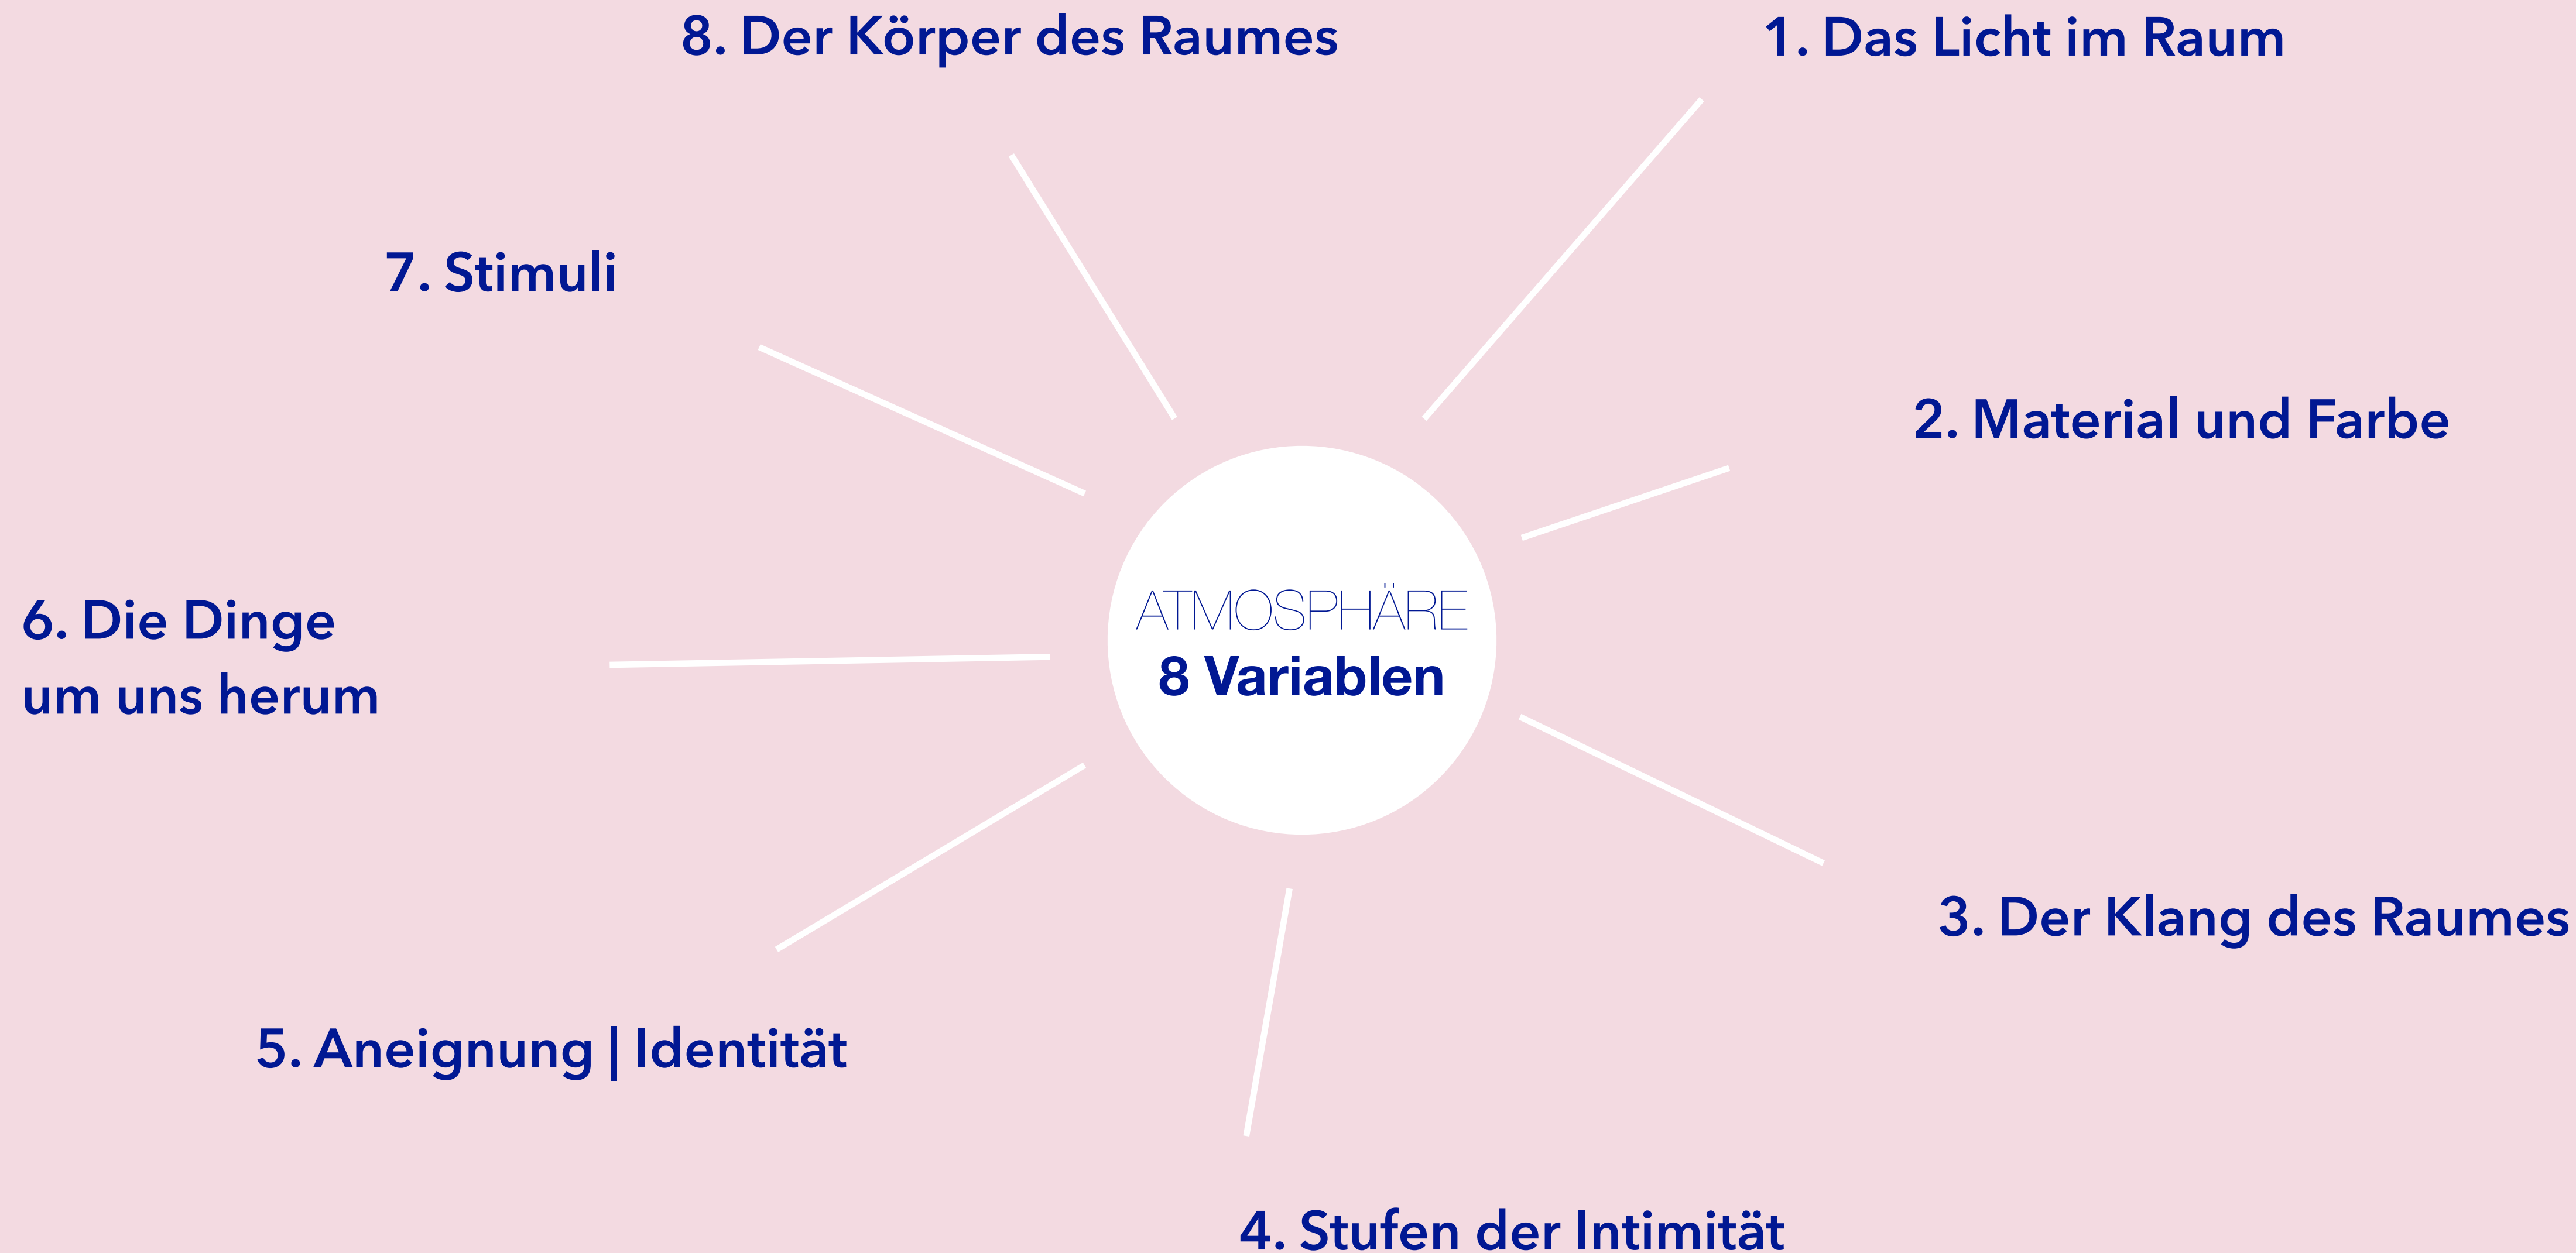 8. Der Körper des Raumes
1. Das Licht im Raum
7. Stimuli
2. Material und Farbe
ATMOSPHÄRE
8 Variablen
6. Die Dinge
um uns herum
3. Der Klang des Raumes
5. Aneignung | Identität
4. Stufen der Intimität